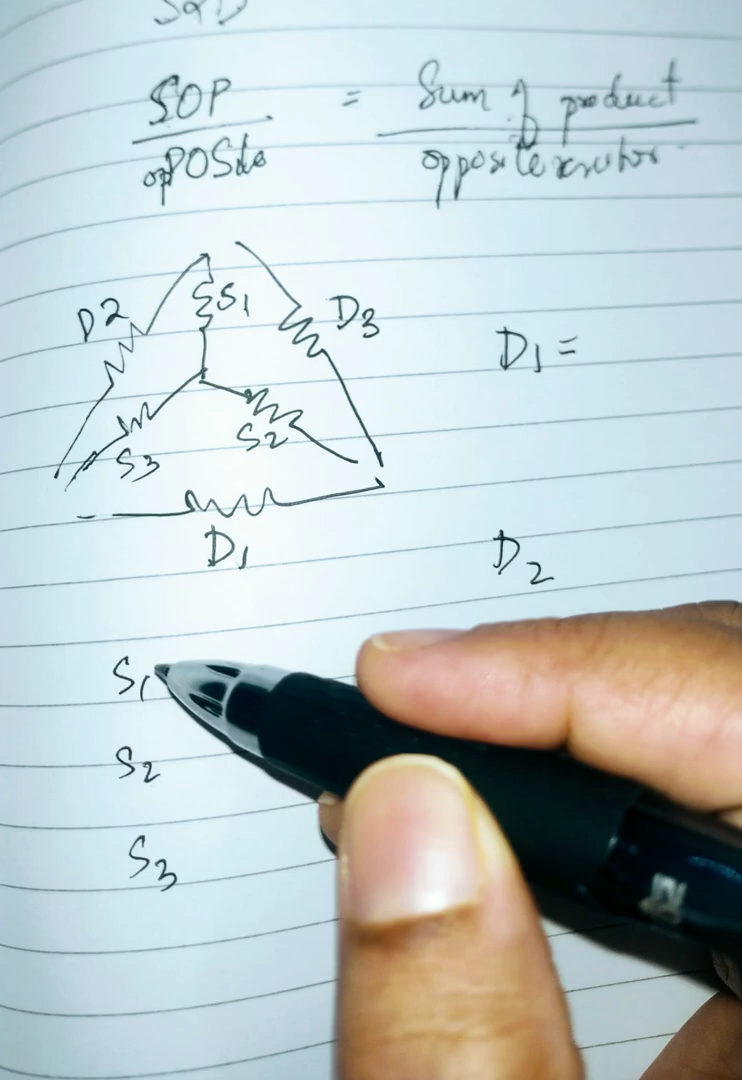 SOP = Sum of product
opPOSite opposite resistor
S1
D2 D3
D1 =
S2
S3
D1
D2
S1
S2
S3